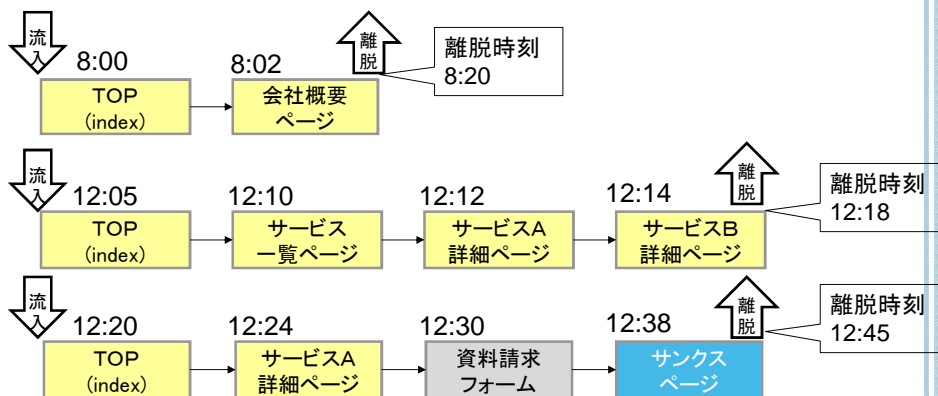 流入
8:00
8:02
離脱
離脱時刻
8:20
TOP
(index)
会社概要
ページ
流入
12:05
12:10
12:12
12:14
離脱
離脱時刻
12:18
TOP
(index)
サービス
一覧ページ
サービスA
詳細ページ
サービスB
詳細ページ
流入
12:20
12:24
12:30
12:38
離脱
離脱時刻
12:45
TOP
(index)
サービスA
詳細ページ
資料請求
フォーム
サンクス
ページ